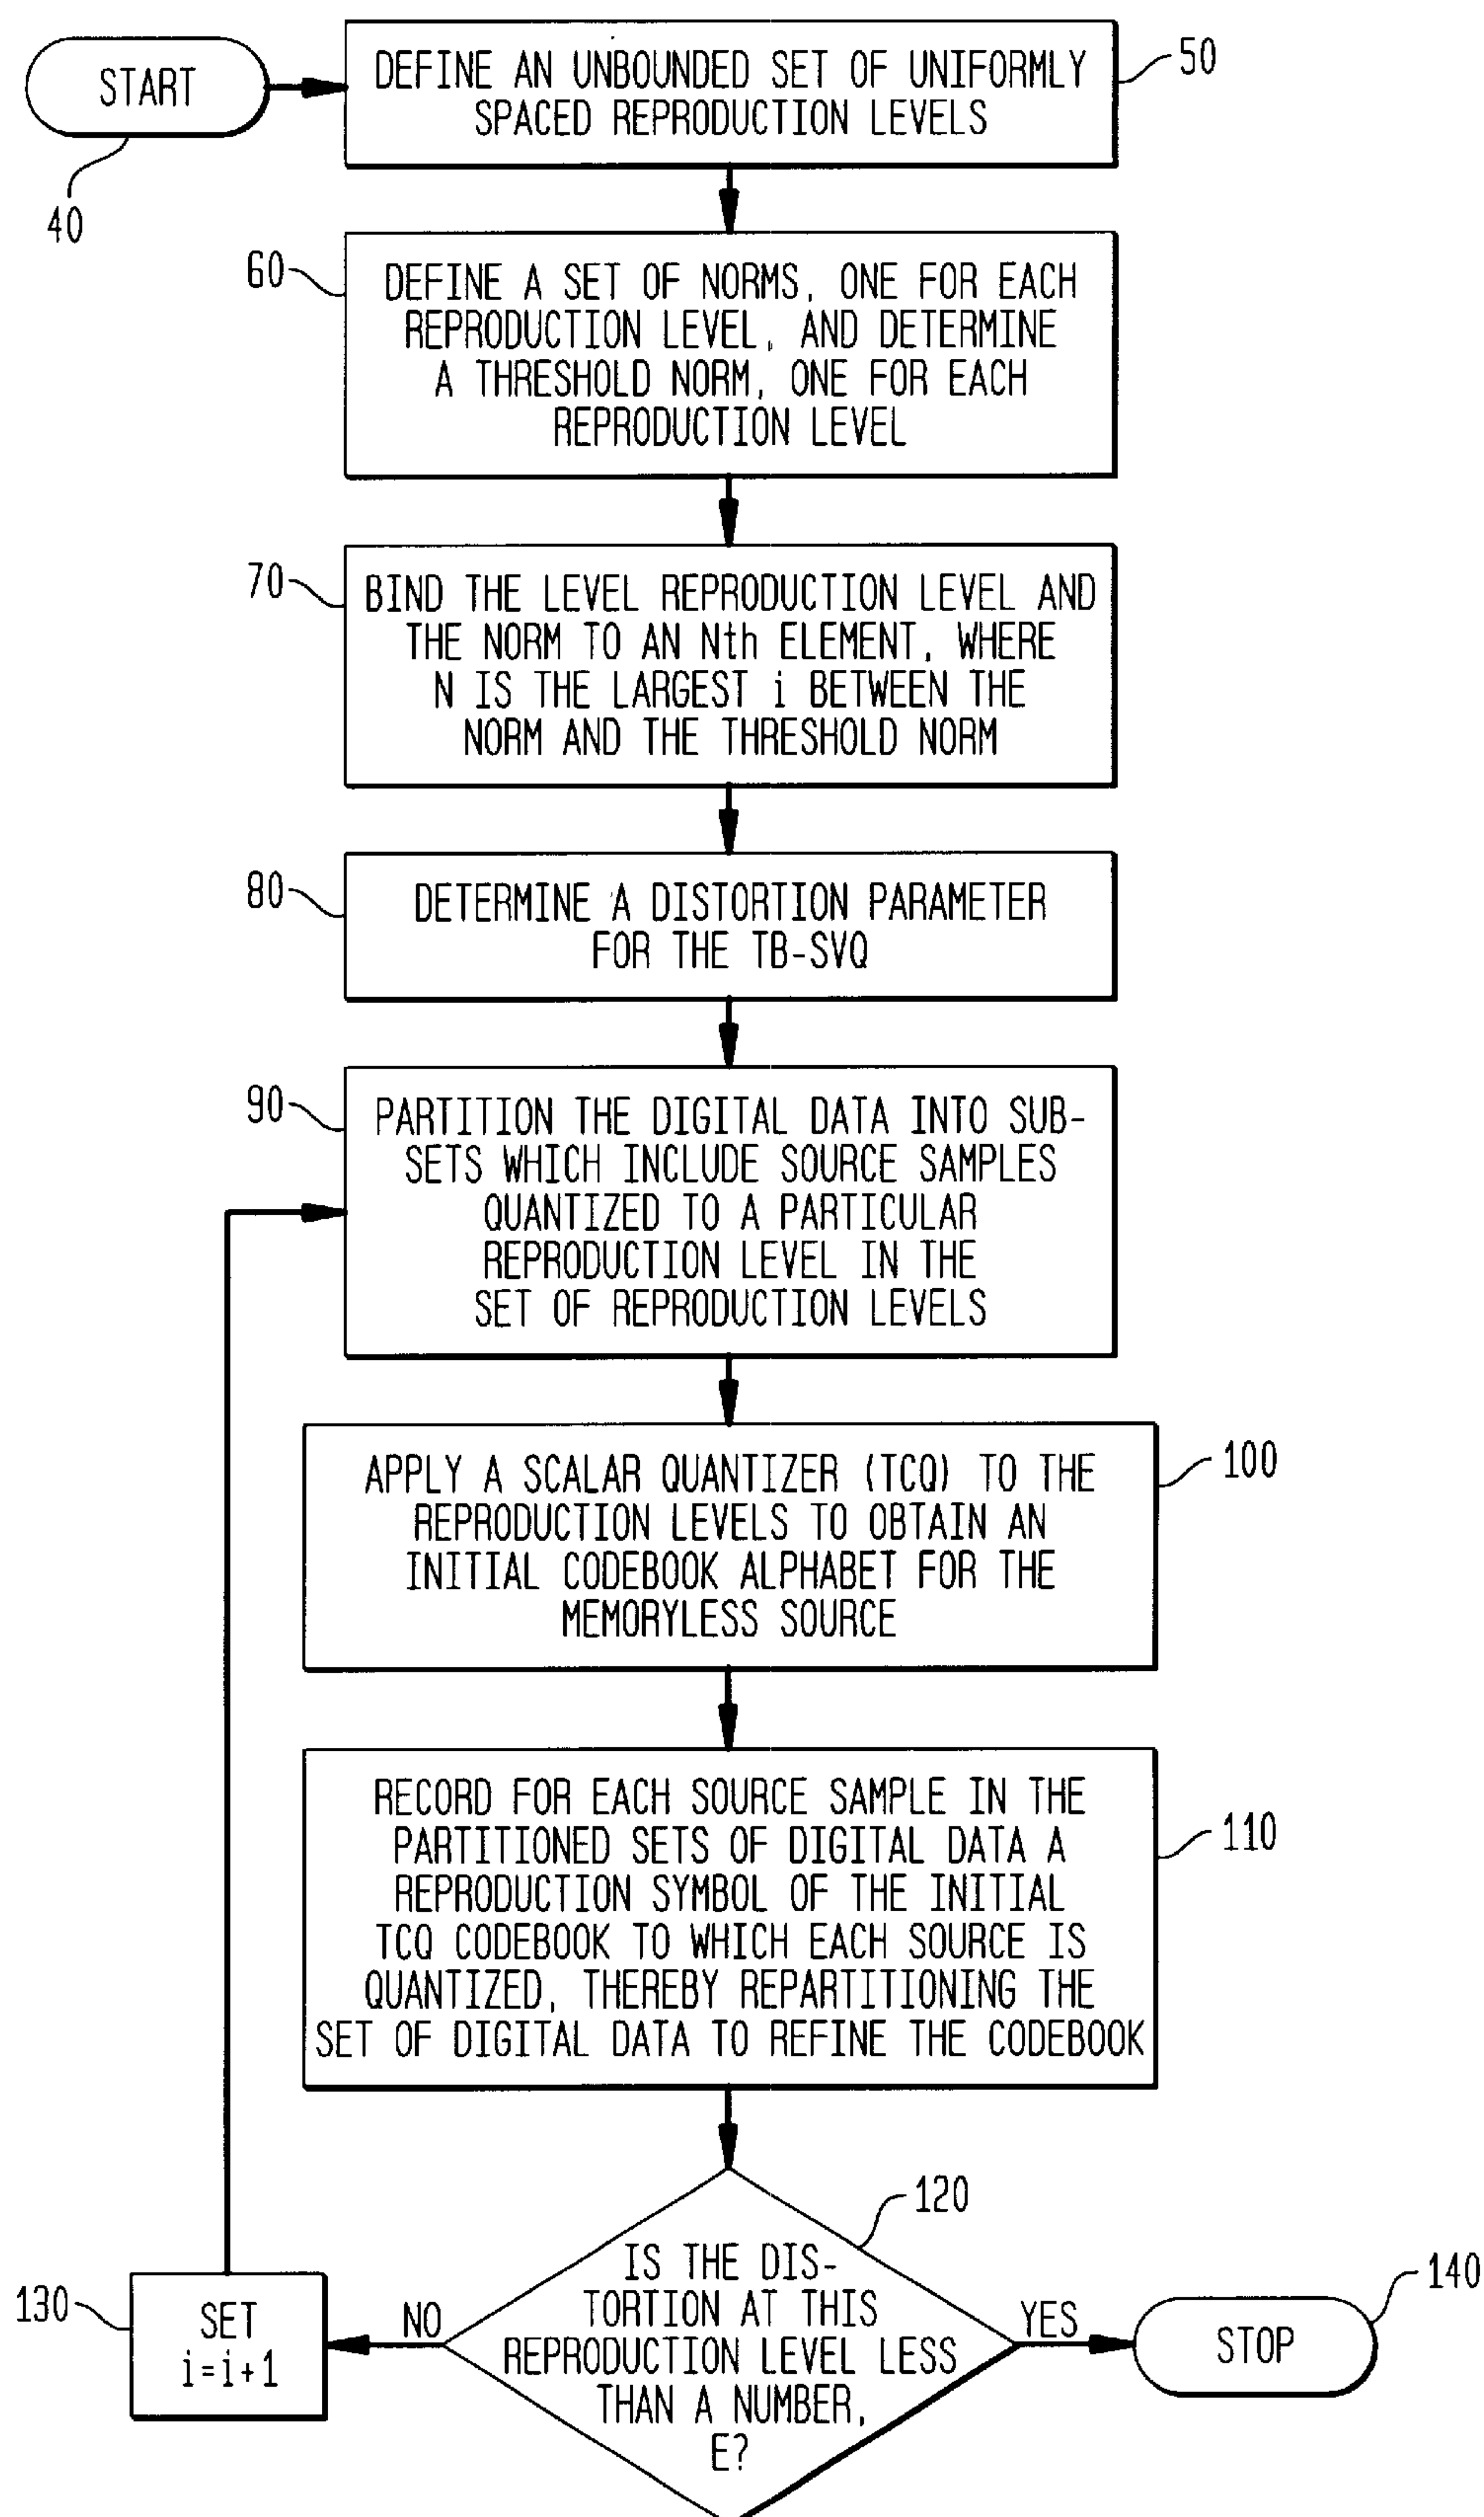 START
40
DEFINE AN UNBOUNDED SET OF UNIFORMLY
SPACED REPRODUCTION LEVELS
50
60
DEFINE A SET OF NORMS, ONE FOR EACH
REPRODUCTION LEVEL, AND DETERMINE
A THRESHOLD NORM, ONE FOR EACH
REPRODUCTION LEVEL
70
BIND THE LEVEL REPRODUCTION LEVEL AND
THE NORM TO AN Nth ELEMENT, WHERE
N IS THE LARGEST i BETWEEN THE
NORM AND THE THRESHOLD NORM
80
DETERMINE A DISTORTION PARAMETER
FOR THE TB-SVQ
90
PARTITION THE DIGITAL DATA INTO SUB-
SETS WHICH INCLUDE SOURCE SAMPLES
QUANTIZED TO A PARTICULAR
REPRODUCTION LEVEL IN THE
SET OF REPRODUCTION LEVELS
100
APPLY A SCALAR QUANTIZER (TCQ) TO THE
REPRODUCTION LEVELS TO OBTAIN AN
INITIAL CODEBOOK ALPHABET FOR THE
MEMORYLESS SOURCE
110
RECORD FOR EACH SOURCE SAMPLE IN THE
PARTITIONED SETS OF DIGITAL DATA A
REPRODUCTION SYMBOL OF THE INITIAL
TCQ CODEBOOK TO WHICH EACH SOURCE IS
QUANTIZED, THEREBY REPARTITIONING THE
SET OF DIGITAL DATA TO REFINE THE CODEBOOK
120
IS THE DIS-
TORTION AT THIS
REPRODUCTION LEVEL LESS
THAN A NUMBER,
E?
NO
YES
130
SET
i=i+1
140
STOP